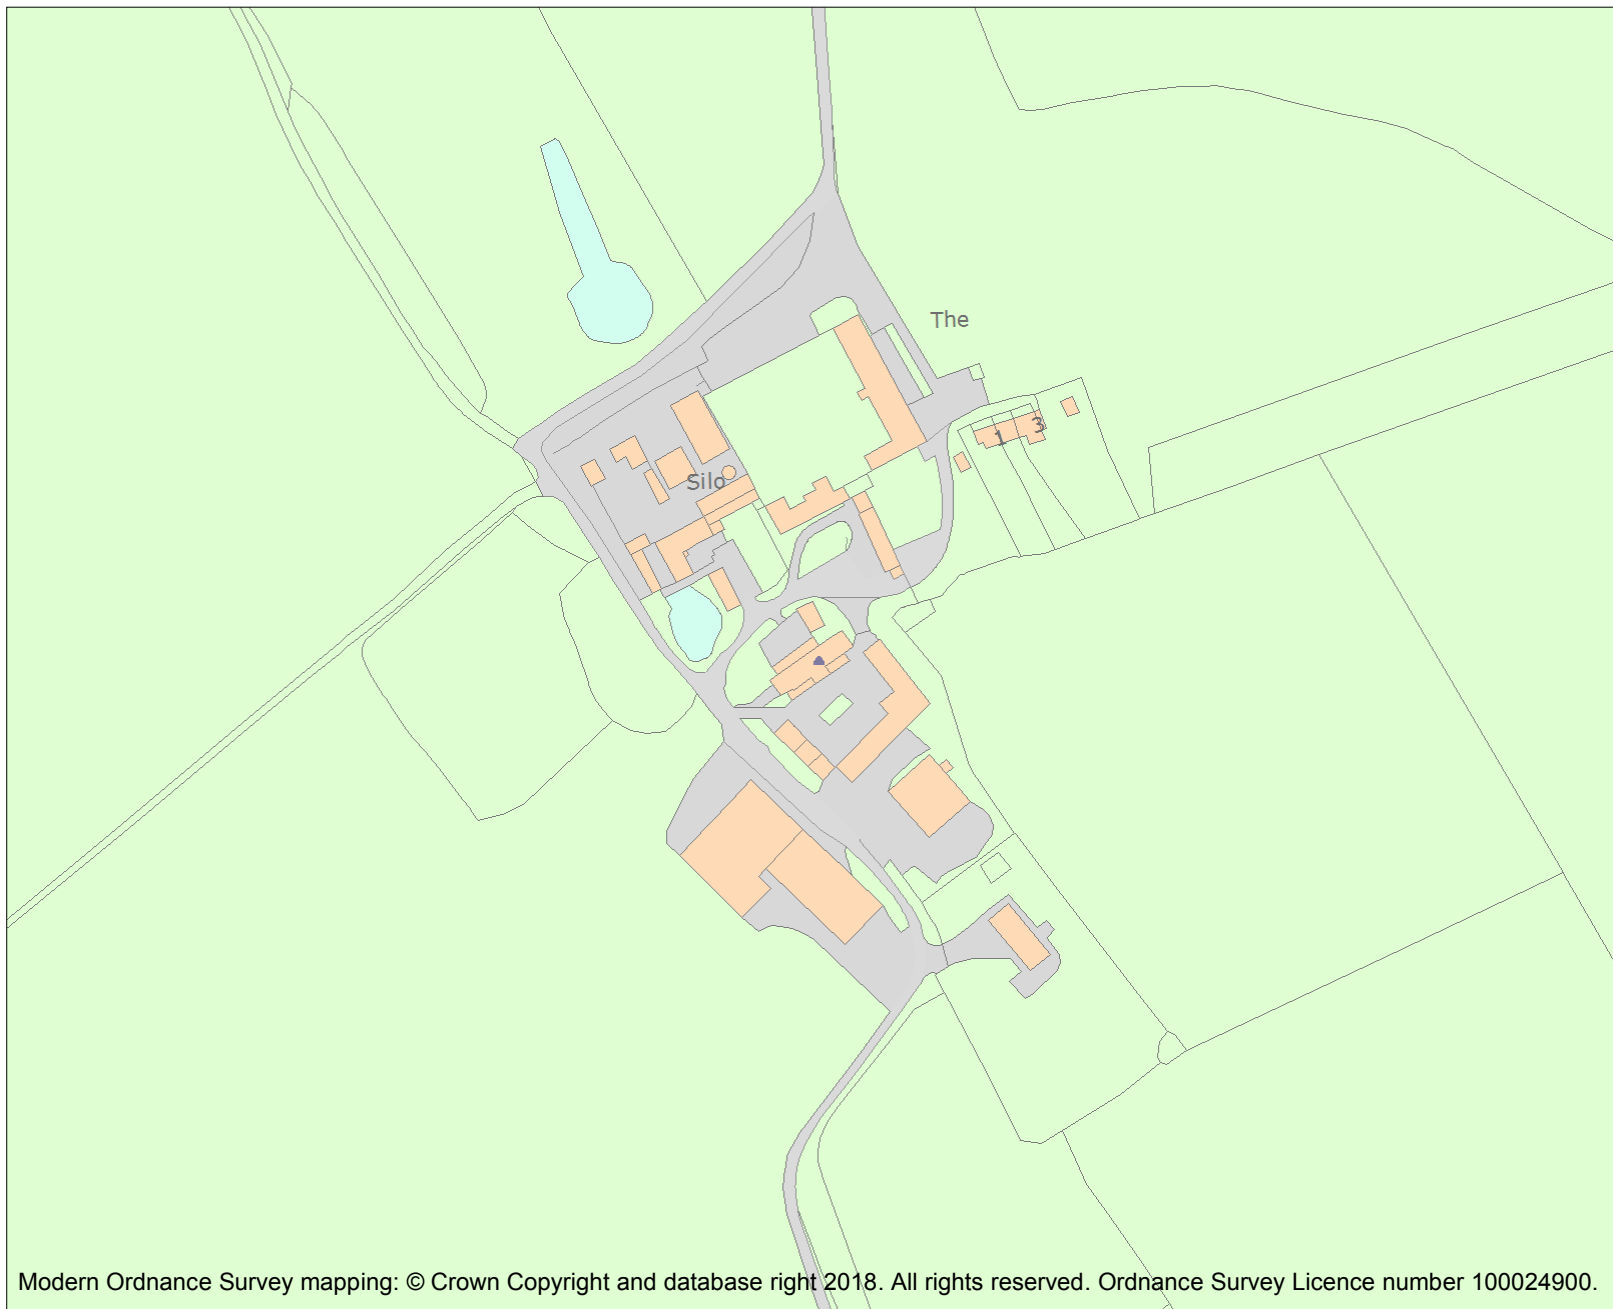 The
1
3
Silo
Modern Ordnance Survey mapping: © Crown Copyright and database right 2018. All rights reserved. Ordnance Survey Licence number 100024900.